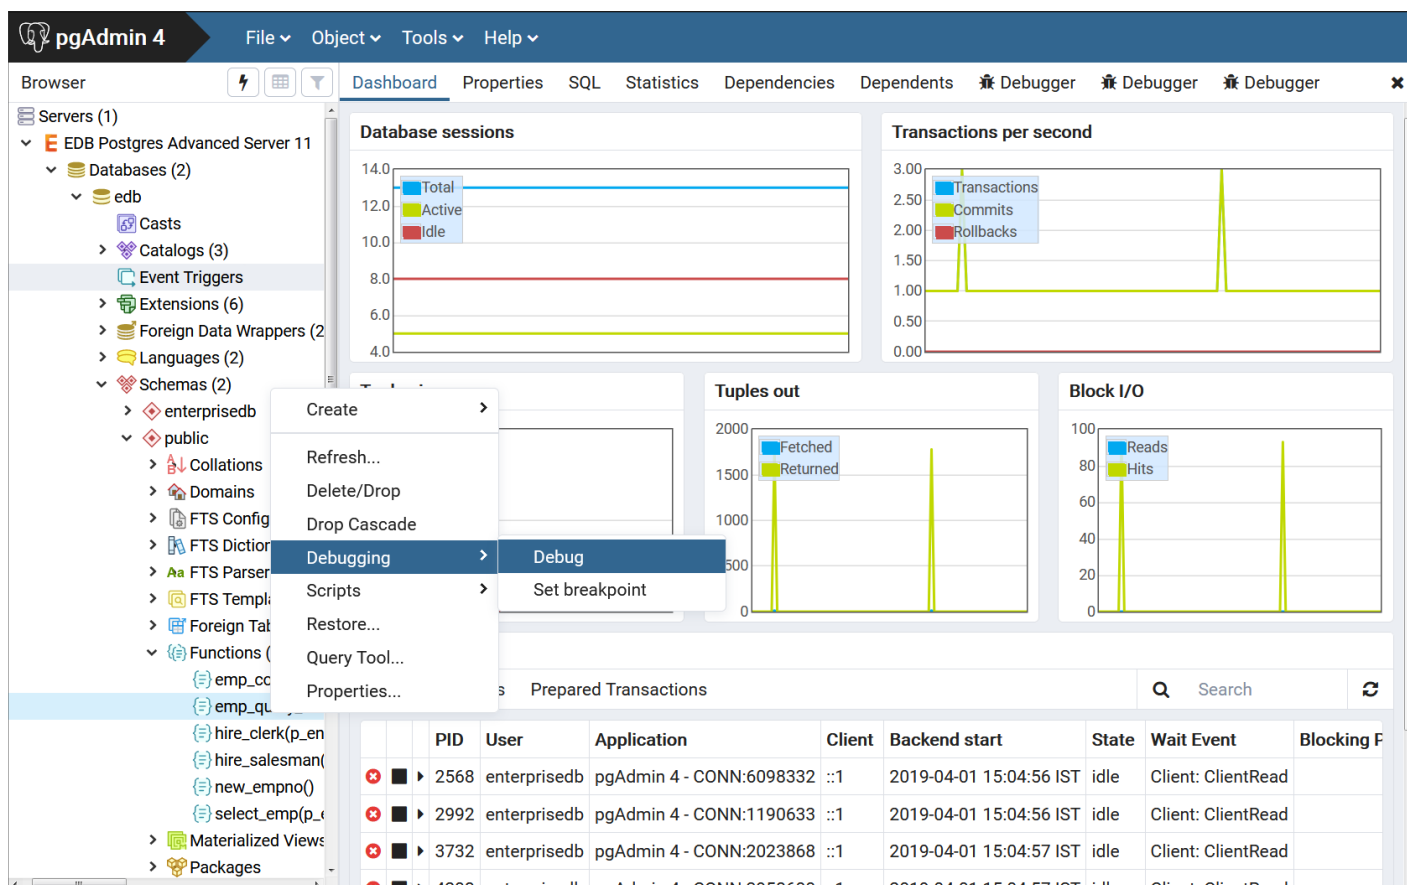 pgAdmin 4
File Object Tools Help
Browser
Dashboard Properties SQL Statistics Dependencies Dependents Debugger Debugger Debugger
Servers (1)
EDB Postgres Advanced Server 11
Databases (2)
edb
Casts
Catalogs (3)
Event Triggers
Extensions (6)
Foreign Data Wrappers (2
Languages (2)
Schemas (2)
enterprisedb
public
Collations
Domains
FTS Config
FTS Diction
FTS Parser
FTS Templa
Foreign Tab
Functions (
emp_co
emp_qu
hire_clerk(p_en
hire_salesman(
new_empno()
select_emp(p_e
Materialized Views
Packages
Create
Refresh...
Delete/Drop
Drop Cascade
Debugging
Scripts
Restore...
Query Tool...
Properties...
Debug
Set breakpoint
Database sessions
14.0
12.0
10.0
8.0
6.0
4.0
Total
Active
Idle
Transactions per second
3.00
2.50
2.00
1.50
1.00
0.50
0.00
Transactions
Commits
Rollbacks
Tuples out
2000
1500
1000
500
0
Fetched
Returned
Block I/O
100
80
60
40
20
0
Reads
Hits
s Prepared Transactions
Search
PID User Application Client Backend start State Wait Event Blocking P
2568 enterprisedb pgAdmin 4 - CONN:6098332 ::1 2019-04-01 15:04:56 IST idle Client: ClientRead
2992 enterprisedb pgAdmin 4 - CONN:1190633 ::1 2019-04-01 15:04:56 IST idle Client: ClientRead
3732 enterprisedb pgAdmin 4 - CONN:2023868 ::1 2019-04-01 15:04:57 IST idle Client: ClientRead